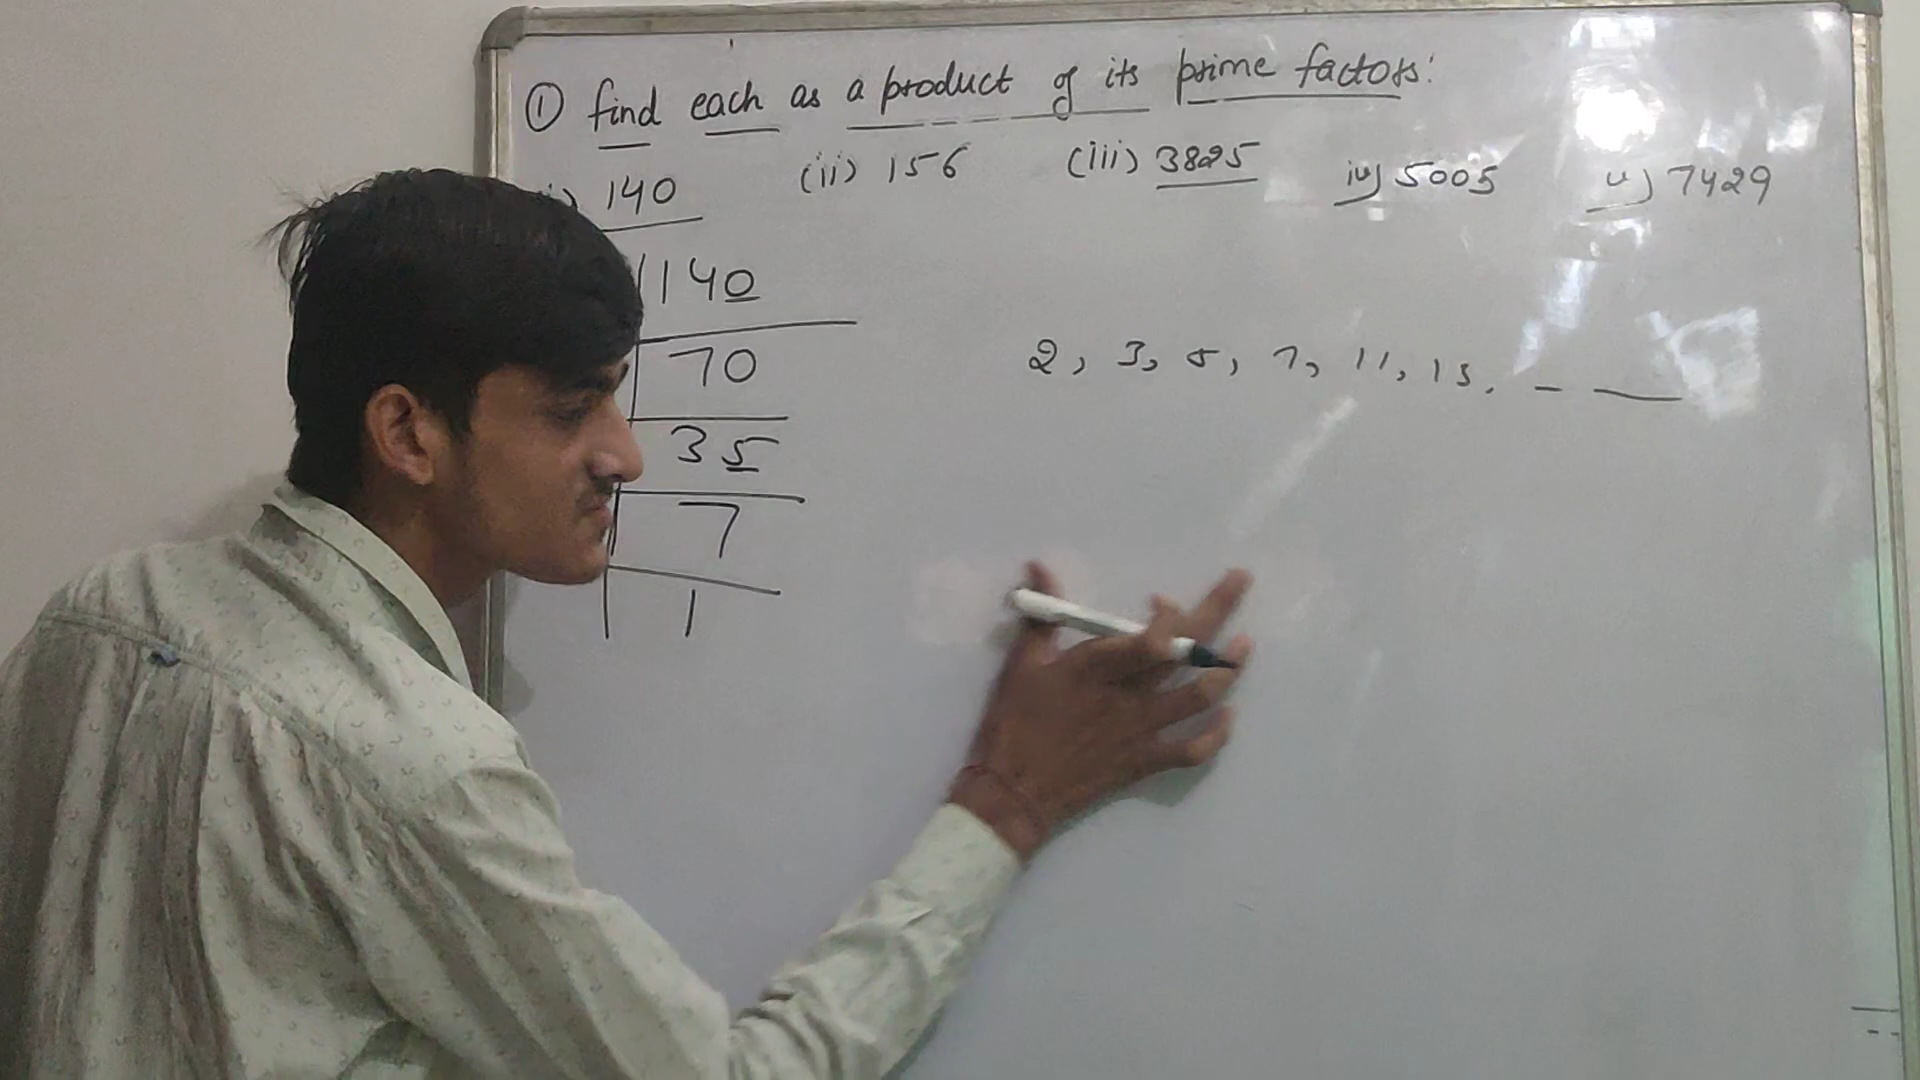 ① find each as a product of its prime factors:
) 140 (ii) 156 (iii) 3825 iv) 5005 v) 7429
140
70
35
7
1
2, 3, 5, 7, 11, 13, - —